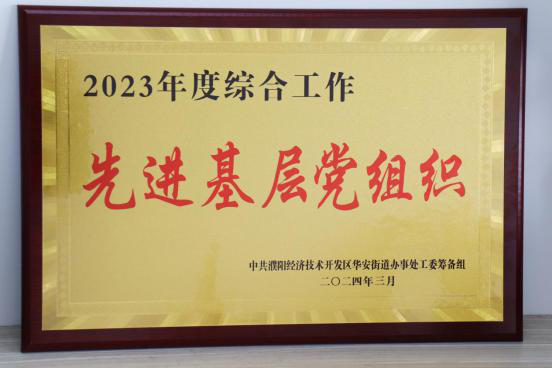 2023年度综合工作
先进基层党组织
中共濮阳经济技术开发区华安街道办事处工委筹备组
二〇二四年三月